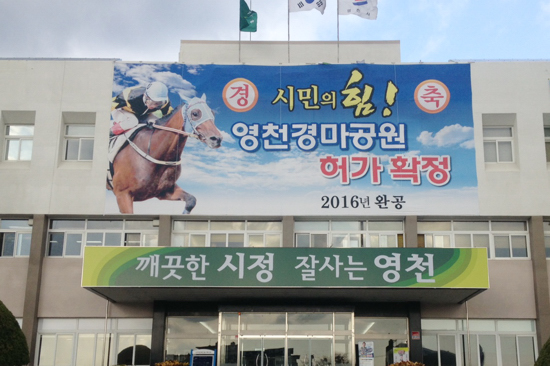 경 시민의 힘! 축
영천경마공원
허가 확정
2016년 완공
깨끗한 시정 잘사는 영천